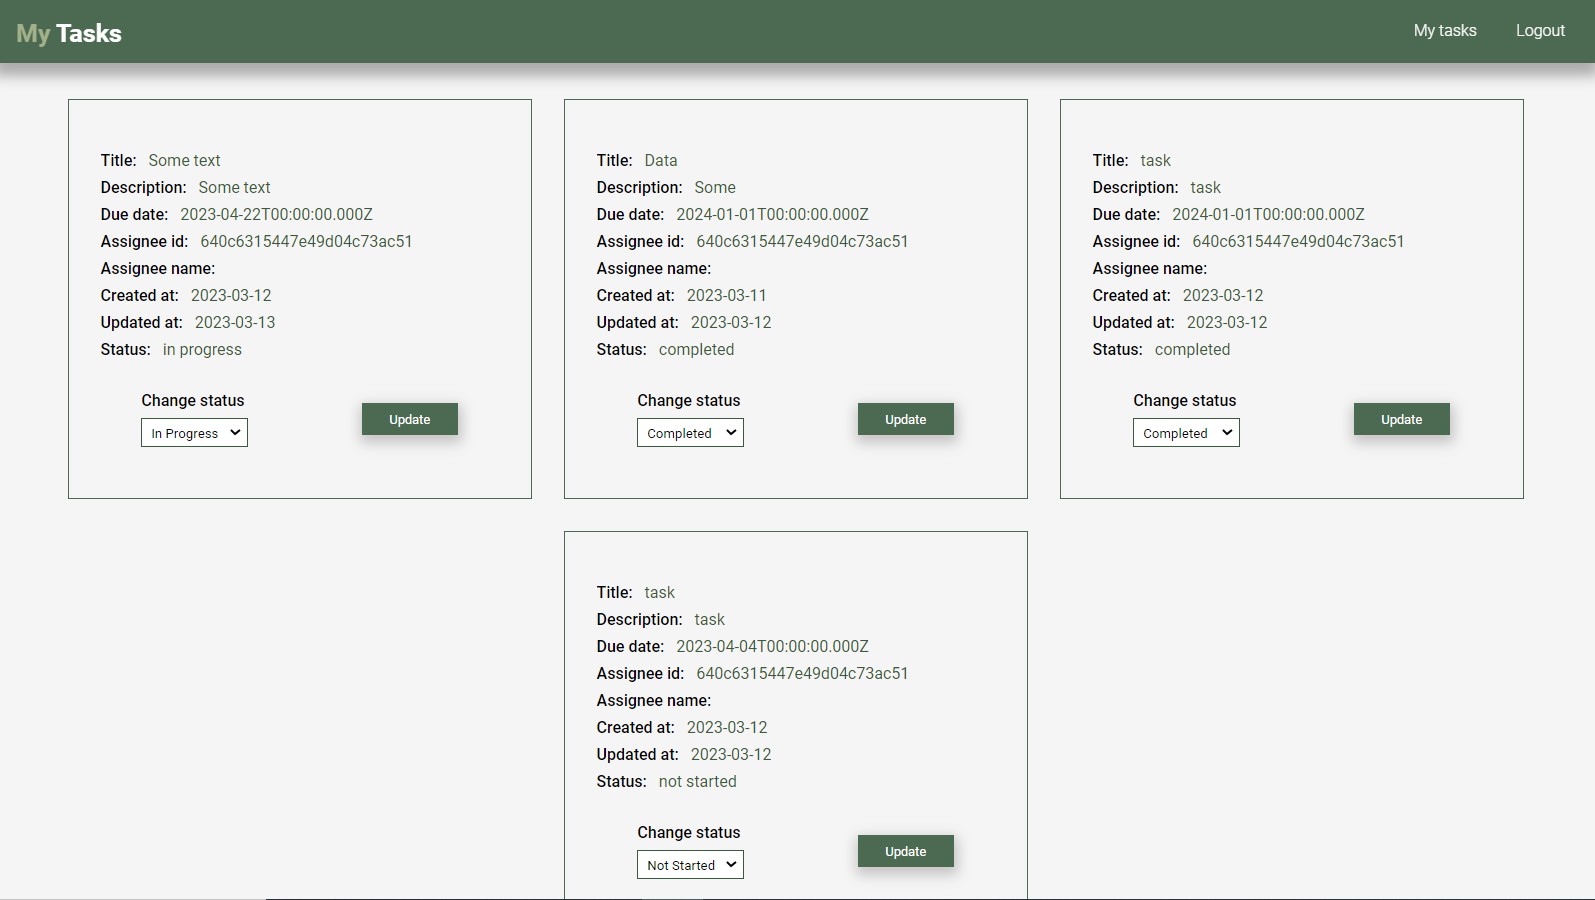 My Tasks
My tasks
Logout
Title: Some text
Description: Some text
Due date: 2023-04-22T00:00:00.000Z
Assignee id: 640c6315447e49d04c73ac51
Assignee name:
Created at: 2023-03-12
Updated at: 2023-03-13
Status: in progress
Change status
In Progress
Update
Title: Data
Description: Some
Due date: 2024-01-01T00:00:00.000Z
Assignee id: 640c6315447e49d04c73ac51
Assignee name:
Created at: 2023-03-11
Updated at: 2023-03-12
Status: completed
Change status
Completed
Update
Title: task
Description: task
Due date: 2024-01-01T00:00:00.000Z
Assignee id: 640c6315447e49d04c73ac51
Assignee name:
Created at: 2023-03-12
Updated at: 2023-03-12
Status: completed
Change status
Completed
Update
Title: task
Description: task
Due date: 2023-04-04T00:00:00.000Z
Assignee id: 640c6315447e49d04c73ac51
Assignee name:
Created at: 2023-03-12
Updated at: 2023-03-12
Status: not started
Change status
Not Started
Update